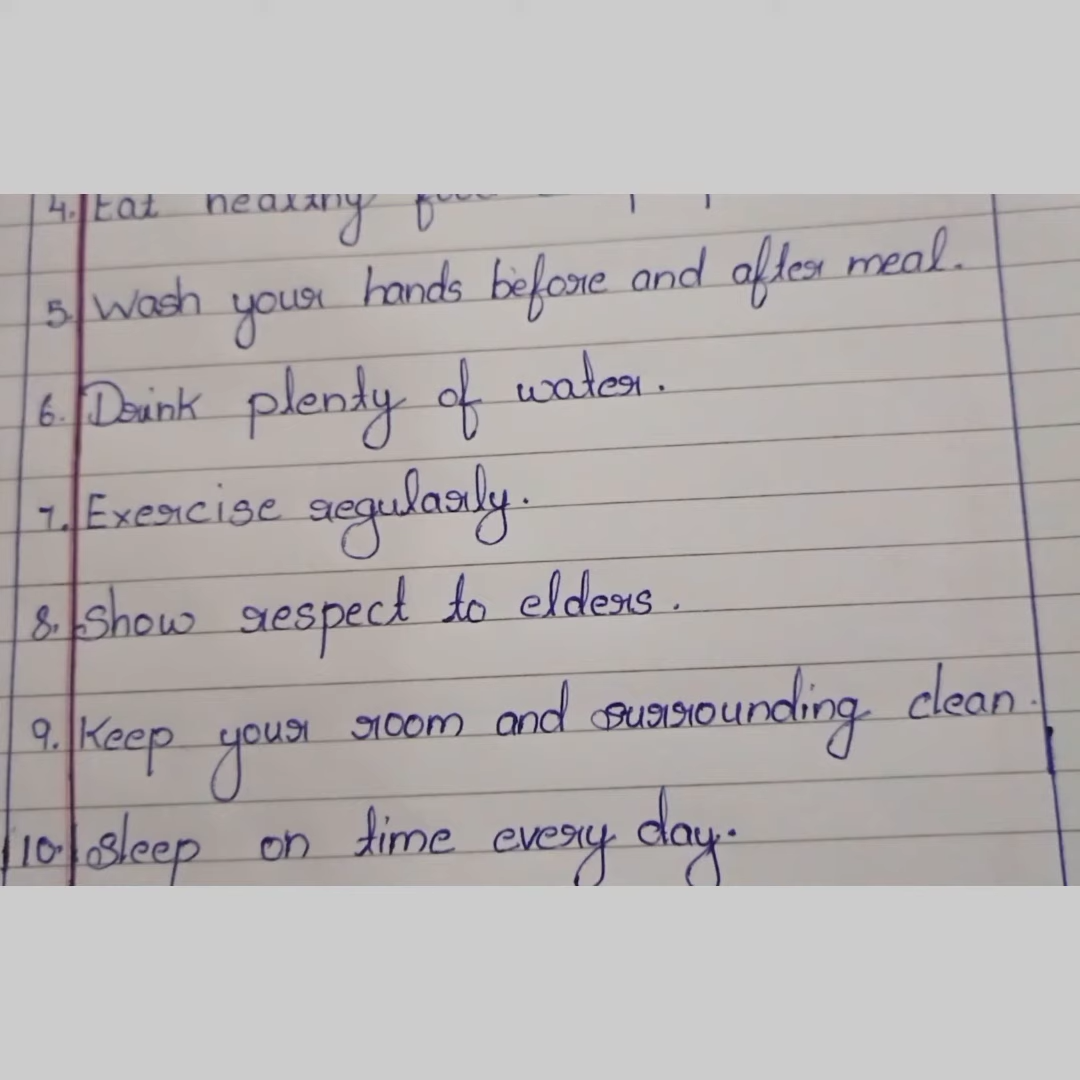 4. Eat healthy
5. Wash your hands before and after meal.
6. Drink plenty of water.
7. Exercise regularly.
8. Show respect to elders.
9. Keep your room and surrounding clean.
10. Sleep on time every day.